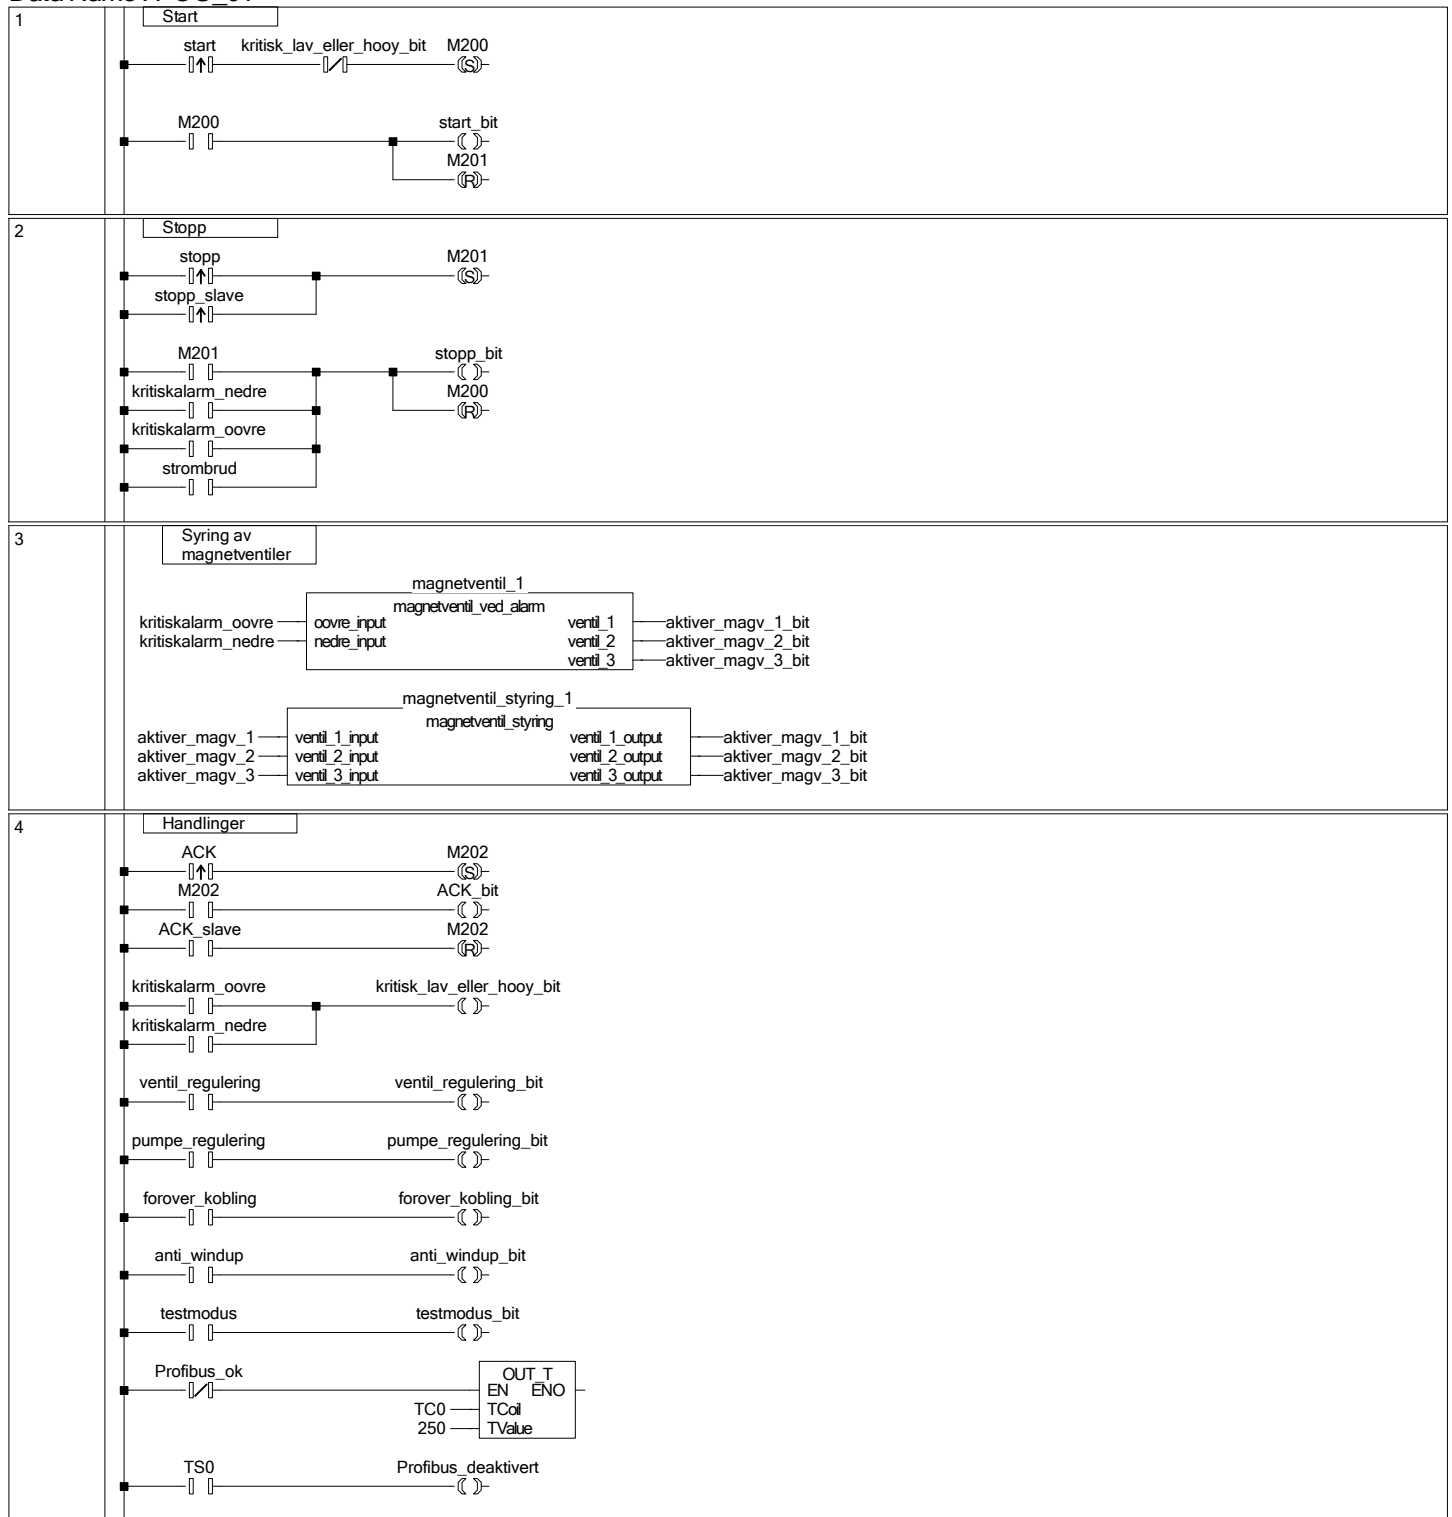 1
Start
start kritisk_lav_eller_hooy_bit M200
S
M200 start_bit
M201
R
2
Stopp
stopp M201
S
stopp_slave
M201 stopp_bit
kritiskalarm_nedre M200
R
kritiskalarm_oovre
strombrud
3
Syring av
magnetventiler
magnetventil_1
magnetventil_ved_alarm
kritiskalarm_oovre oovre_input ventil_1 aktiver_magv_1_bit
kritiskalarm_nedre nedre_input ventil_2 aktiver_magv_2_bit
ventil_3 aktiver_magv_3_bit
magnetventil_styring_1
magnetventil_styring
aktiver_magv_1 ventil_1_input ventil_1_output aktiver_magv_1_bit
aktiver_magv_2 ventil_2_input ventil_2_output aktiver_magv_2_bit
aktiver_magv_3 ventil_3_input ventil_3_output aktiver_magv_3_bit
4
Handlinger
ACK M202
S
M202 ACK_bit
ACK_slave M202
R
kritiskalarm_oovre kritisk_lav_eller_hooy_bit
kritiskalarm_nedre
ventil_regulering ventil_regulering_bit
pumpe_regulering pumpe_regulering_bit
forover_kobling forover_kobling_bit
anti_windup anti_windup_bit
testmodus testmodus_bit
Profibus_ok OUT_T
EN ENO
TC0 TCoil
250 TValue
TS0 Profibus_deaktivert